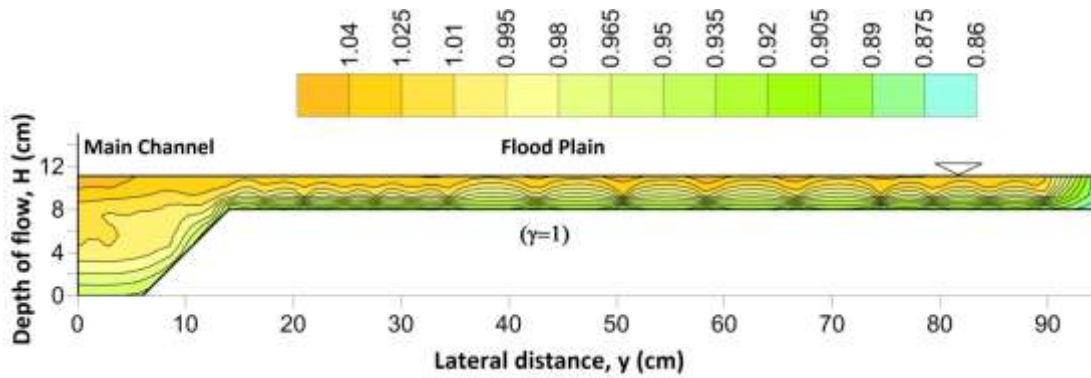 1.04 1.025 1.01 0.995 0.98 0.965 0.95 0.935 0.92 0.905 0.89 0.875 0.86
Main Channel Flood Plain
Depth of flow, H (cm)
12
8
4
0
(γ=1)
0 10 20 30 40 50 60 70 80 90
Lateral distance, y (cm)